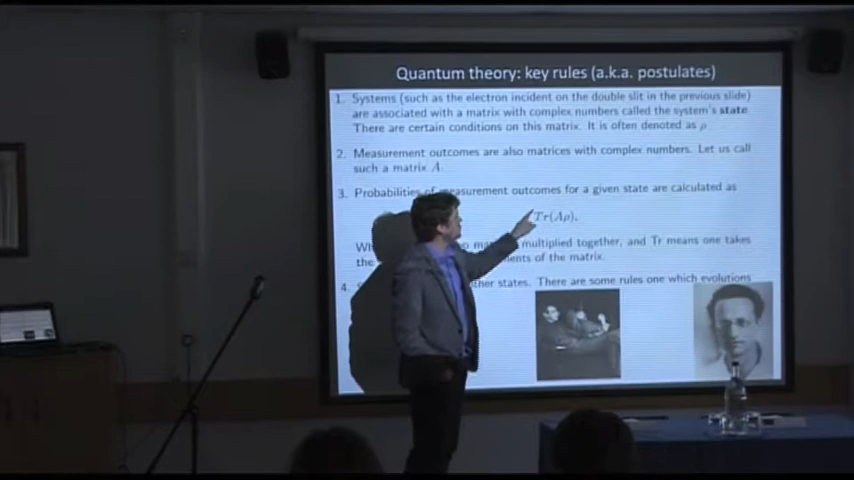 Quantum theory: key rules (a.k.a. postulates)
1. Systems (such as the electron incident on the double slit in the previous slide)
are associated with a matrix with complex numbers called the system's state
There are certain conditions on this matrix. It is often denoted as ρ
2. Measurement outcomes are also matrices with complex numbers. Let us call
such a matrix A.
3. Probabilities of measurement outcomes for a given state are calculated as
Tr(Aρ),
multiplied together, and Tr means one takes
the of the matrix.
4. other states. There are some rules one which evolutions